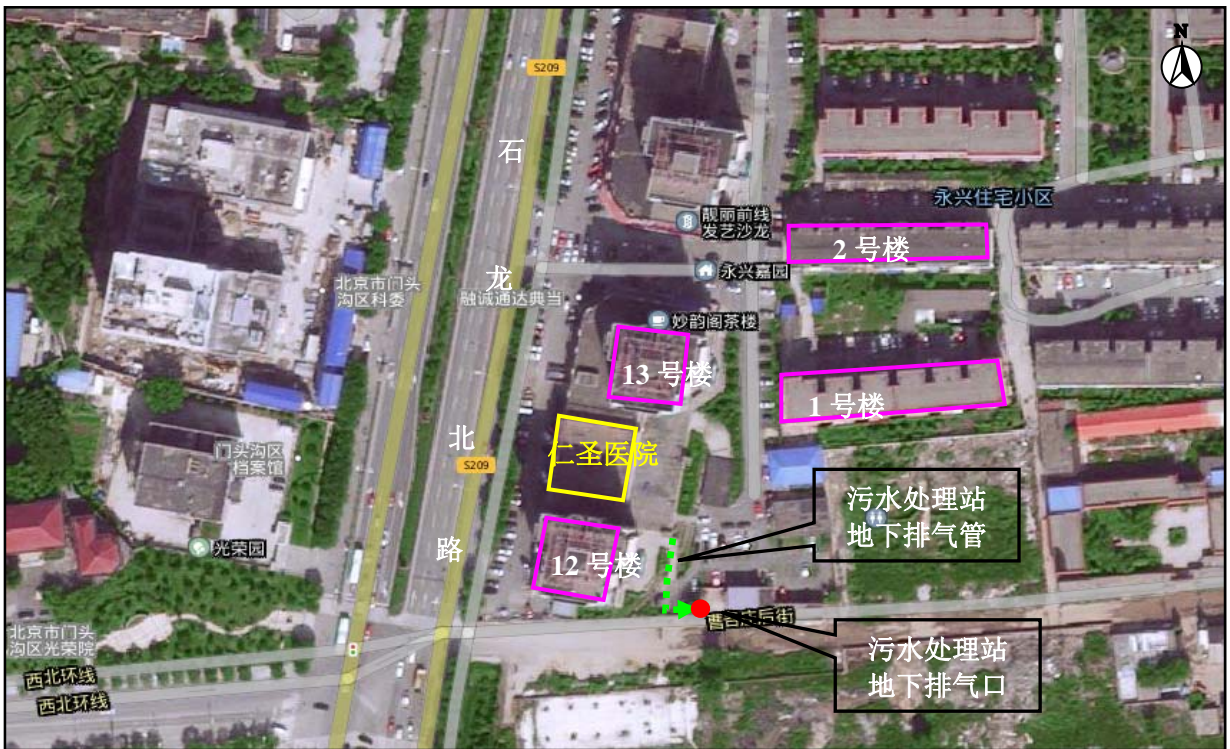 N
S209
石
靓丽前线
发艺沙龙
永兴住宅小区
2 号楼
龙
永兴嘉园
北京市门头
沟区科委
融诚通达典当
妙韵阁茶楼
13 号楼
1 号楼
北
S209
仁圣医院
门头沟区
档案馆
污水处理站
地下排气管
光荣园
路
12 号楼
曹各庄后街
北京市门头
沟区光荣院
西北环线
西北环线
污水处理站
地下排气口